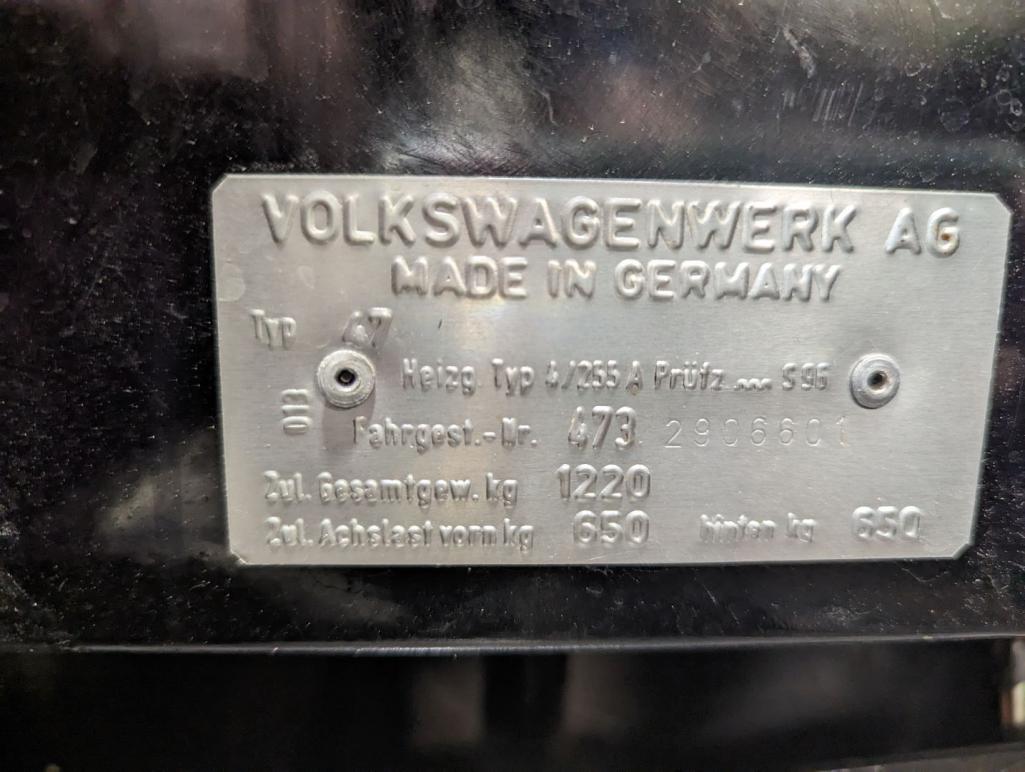 VOLKSWAGENWERK AG
MADE IN GERMANY
Typ 47
Heizg. Typ 4/255 A Prüfz. ... S 96
013
Fahrgest.-Nr. 473 2906601
Zul. Gesamtgew. kg 1220
Zul. Achslast vorn kg 650 hinten kg 650